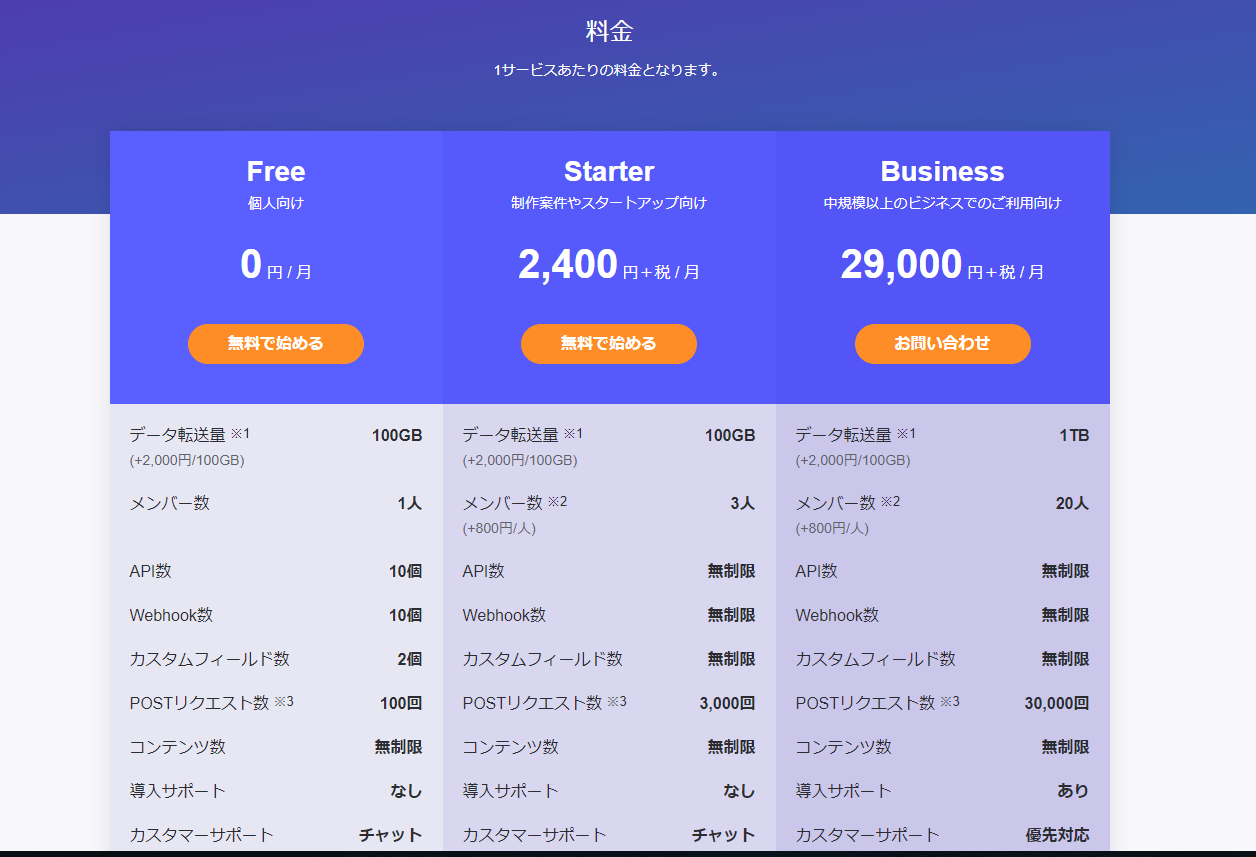 料金
1サービスあたりの料金となります。
Free
個人向け
0 円 / 月
無料で始める
データ転送量 ※1 100GB
(+2,000円/100GB)
メンバー数 1人
API数 10個
Webhook数 10個
カスタムフィールド数 2個
POSTリクエスト数 ※3 100回
コンテンツ数 無制限
導入サポート なし
カスタマーサポート チャット
Starter
制作案件やスタートアップ向け
2,400 円＋税 / 月
無料で始める
データ転送量 ※1 100GB
(+2,000円/100GB)
メンバー数 ※2 3人
(+800円/人)
API数 無制限
Webhook数 無制限
カスタムフィールド数 無制限
POSTリクエスト数 ※3 3,000回
コンテンツ数 無制限
導入サポート なし
カスタマーサポート チャット
Business
中規模以上のビジネスでのご利用向け
29,000 円＋税 / 月
お問い合わせ
データ転送量 ※1 1TB
(+2,000円/100GB)
メンバー数 ※2 20人
(+800円/人)
API数 無制限
Webhook数 無制限
カスタムフィールド数 無制限
POSTリクエスト数 ※3 30,000回
コンテンツ数 無制限
導入サポート あり
カスタマーサポート 優先対応